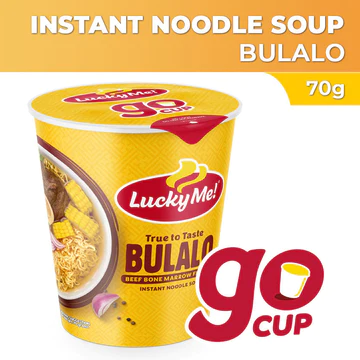 INSTANT NOODLE SOUP
BULALO
70g
Lucky Me!
go
CUP
Lucky Me!
True to Taste
BULALO
BEEF BONE MARROW
INSTANT NOODLE
go
CUP